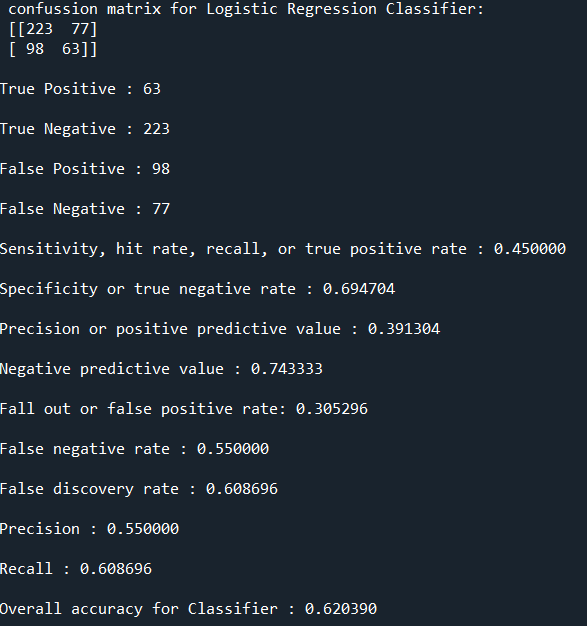 confussion matrix for Logistic Regression Classifier:
[[223  77]
[ 98  63]]
True Positive : 63
True Negative : 223
False Positive : 98
False Negative : 77
Sensitivity, hit rate, recall, or true positive rate : 0.450000
Specificity or true negative rate : 0.694704
Precision or positive predictive value : 0.391304
Negative predictive value : 0.743333
Fall out or false positive rate: 0.305296
False negative rate : 0.550000
False discovery rate : 0.608696
Precision : 0.550000
Recall : 0.608696
Overall accuracy for Classifier : 0.620390